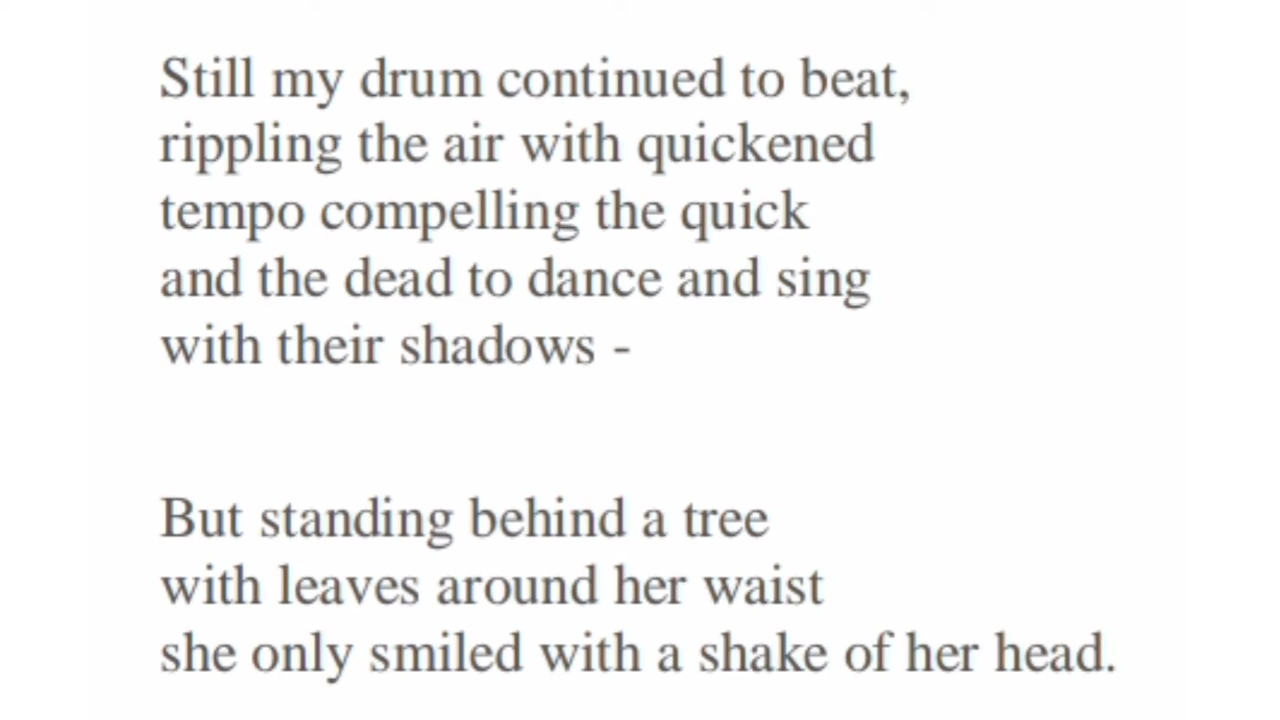 Still my drum continued to beat,
rippling the air with quickened
tempo compelling the quick
and the dead to dance and sing
with their shadows -
But standing behind a tree
with leaves around her waist
she only smiled with a shake of her head.